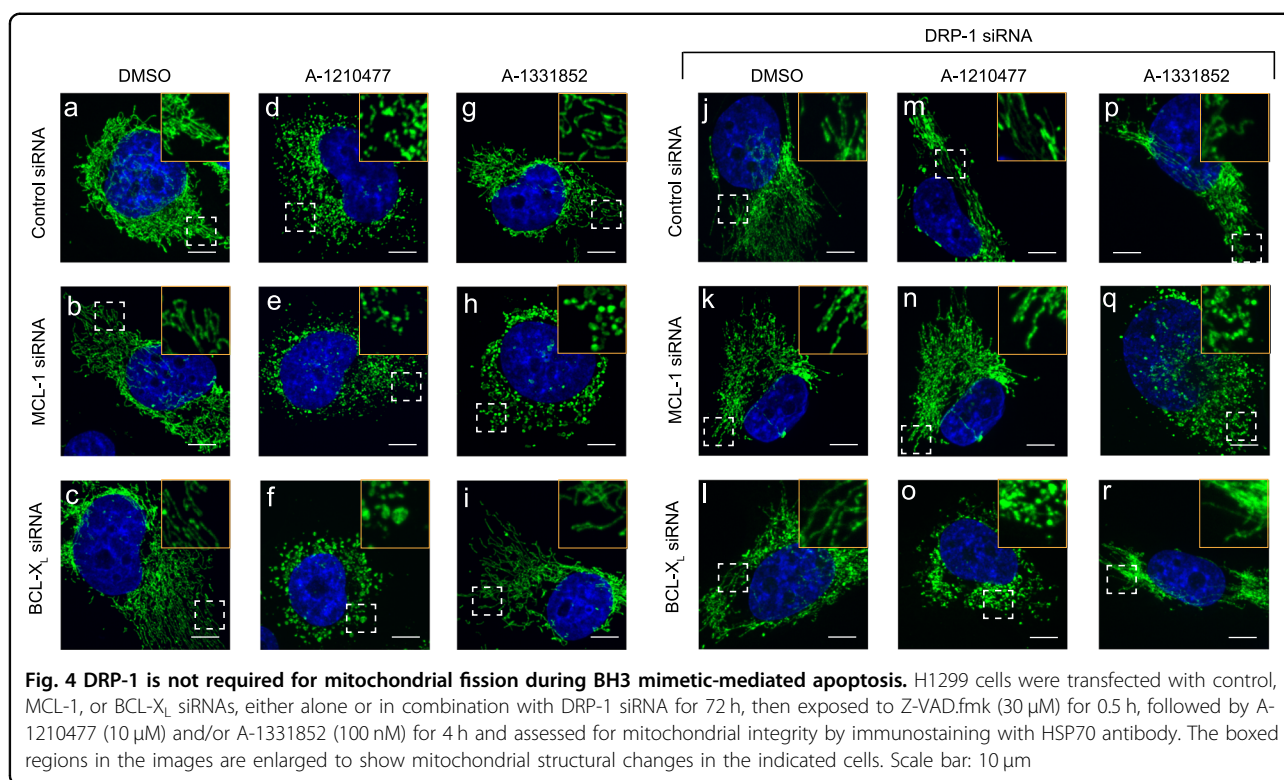 DRP-1 siRNA
DMSO A-1210477 A-1331852 DMSO A-1210477 A-1331852
Control siRNA a d g Control siRNA j m p
MCL-1 siRNA b e h MCL-1 siRNA k n q
BCL-X_L siRNA c f i BCL-X_L siRNA l o r
Fig. 4 DRP-1 is not required for mitochondrial fission during BH3 mimetic-mediated apoptosis. H1299 cells were transfected with control,
MCL-1, or BCL-X_L siRNAs, either alone or in combination with DRP-1 siRNA for 72 h, then exposed to Z-VAD.fmk (30 μM) for 0.5 h, followed by A-
1210477 (10 μM) and/or A-1331852 (100 nM) for 4 h and assessed for mitochondrial integrity by immunostaining with HSP70 antibody. The boxed
regions in the images are enlarged to show mitochondrial structural changes in the indicated cells. Scale bar: 10 μm